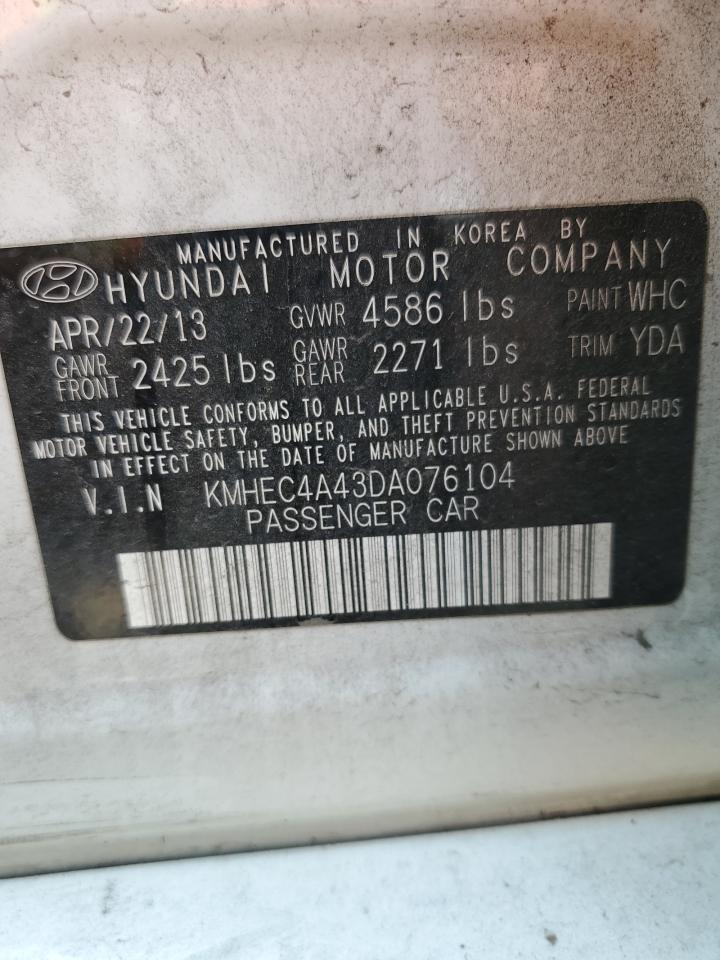 MANUFACTURED IN KOREA BY
HYUNDAI MOTOR COMPANY
APR/22/13 GVWR 4586 lbs PAINT WHC
GAWR FRONT 2425 lbs GAWR REAR 2271 lbs TRIM YDA
THIS VEHICLE CONFORMS TO ALL APPLICABLE U.S.A. FEDERAL
MOTOR VEHICLE SAFETY, BUMPER, AND THEFT PREVENTION STANDARDS
IN EFFECT ON THE DATE OF MANUFACTURE SHOWN ABOVE
V.I.N KMHEC4A43DA076104
PASSENGER CAR